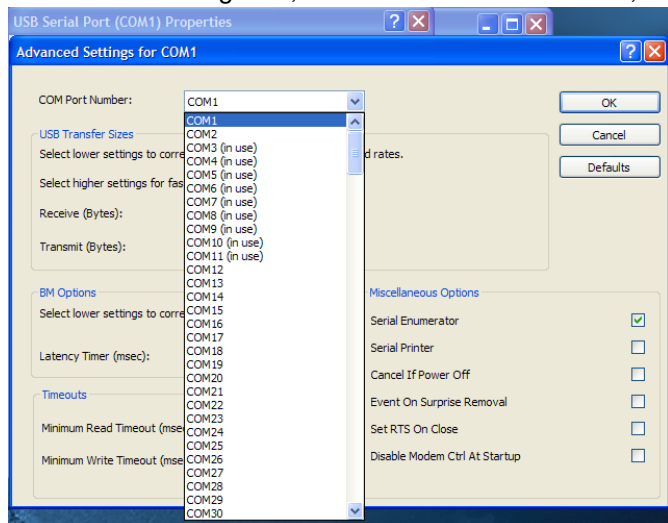 USB Serial Port (COM1) Properties
Advanced Settings for COM1
COM Port Number:
COM1
OK
Cancel
Defaults
COM1
COM2
COM3 (in use)
COM4 (in use)
COM5 (in use)
COM6 (in use)
COM7 (in use)
COM8 (in use)
COM9 (in use)
COM10 (in use)
COM11 (in use)
COM12
COM13
COM14
COM15
COM16
COM17
COM18
COM19
COM20
COM21
COM22
COM23
COM24
COM25
COM26
COM27
COM28
COM29
COM30
USB Transfer Sizes
Select lower settings to corre
d rates.
Select higher settings for fas
Receive (Bytes):
Transmit (Bytes):
BM Options
Select lower settings to corre
Latency Timer (msec):
Timeouts
Minimum Read Timeout (mse
Minimum Write Timeout (mse
Miscellaneous Options
Serial Enumerator
Serial Printer
Cancel If Power Off
Event On Surprise Removal
Set RTS On Close
Disable Modem Ctrl At Startup